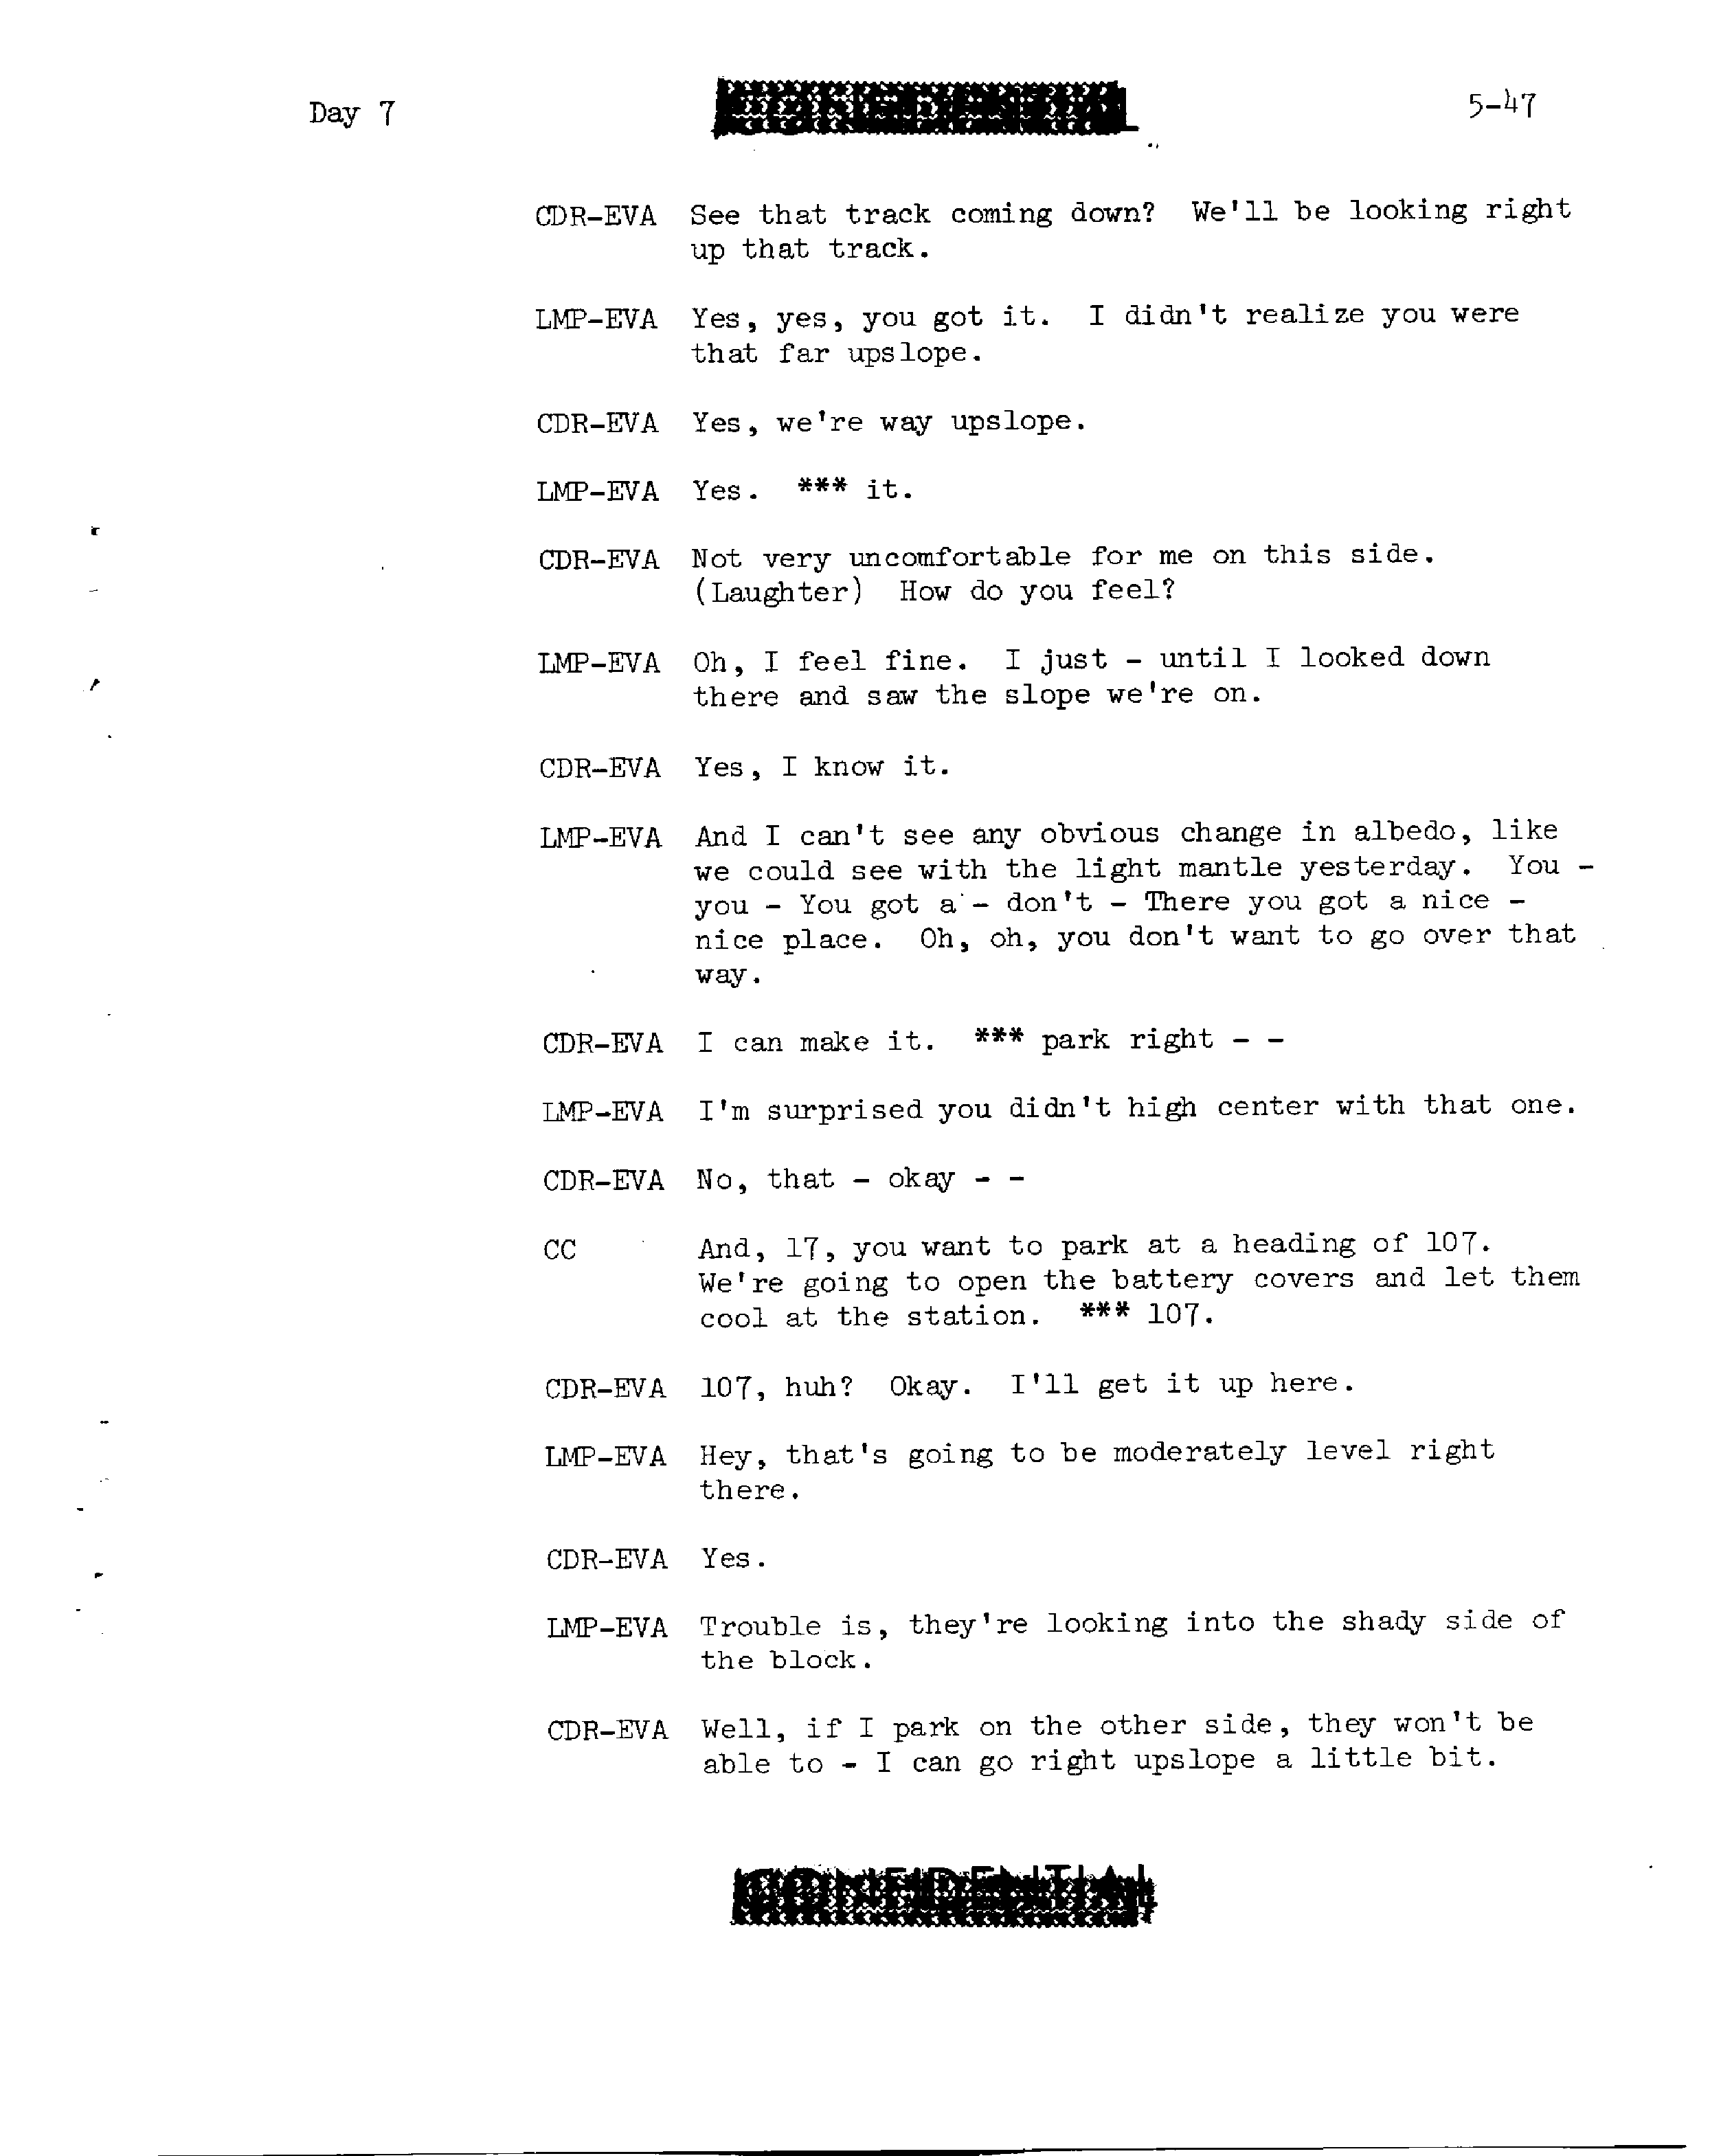 Day 7
CONFIDENTIAL
5-47
CDR-EVA See that track coming down? We'll be looking right
up that track.
LMP-EVA Yes, yes, you got it. I didn't realize you were
that far upslope.
CDR-EVA Yes, we're way upslope.
LMP-EVA Yes. *** it.
CDR-EVA Not very uncomfortable for me on this side.
(Laughter) How do you feel?
LMP-EVA Oh, I feel fine. I just - until I looked down
there and saw the slope we're on.
CDR-EVA Yes, I know it.
LMP-EVA And I can't see any obvious change in albedo, like
we could see with the light mantle yesterday. You -
you - You got a - don't - There you got a nice -
nice place. Oh, oh, you don't want to go over that
way.
CDR-EVA I can make it. *** park right - -
LMP-EVA I'm surprised you didn't high center with that one.
CDR-EVA No, that - okay - -
CC And, 17, you want to park at a heading of 107.
We're going to open the battery covers and let them
cool at the station. *** 107.
CDR-EVA 107, huh? Okay. I'll get it up here.
LMP-EVA Hey, that's going to be moderately level right
there.
CDR-EVA Yes.
LMP-EVA Trouble is, they're looking into the shady side of
the block.
CDR-EVA Well, if I park on the other side, they won't be
able to - I can go right upslope a little bit.
CONFIDENTIAL